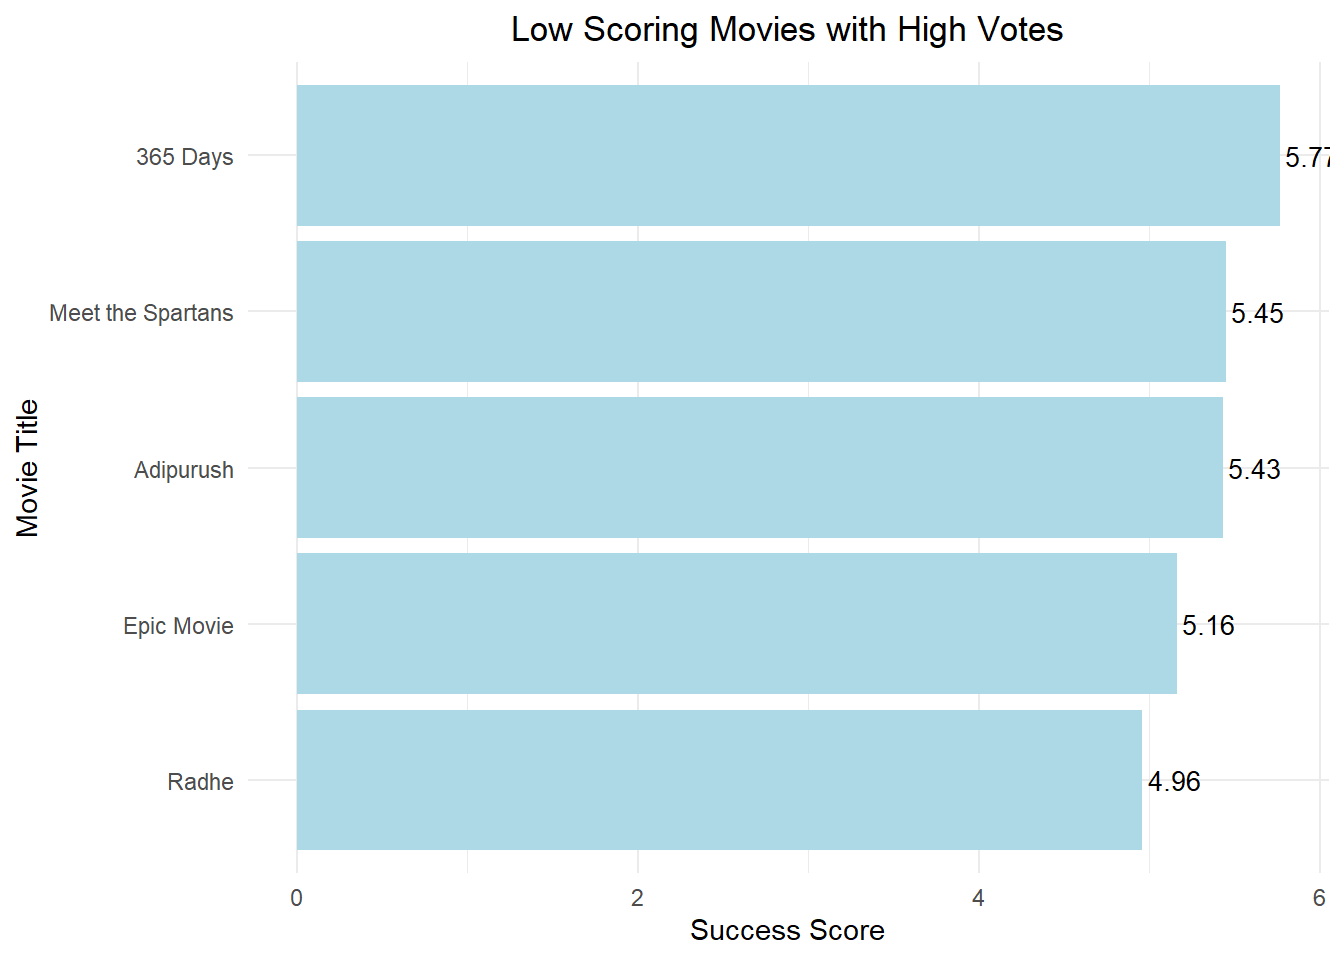 Low Scoring Movies with High Votes
365 Days
5.77
Meet the Spartans
5.45
Adipurush
5.43
Epic Movie
5.16
Radhe
4.96
Movie Title
0
2
4
6
Success Score